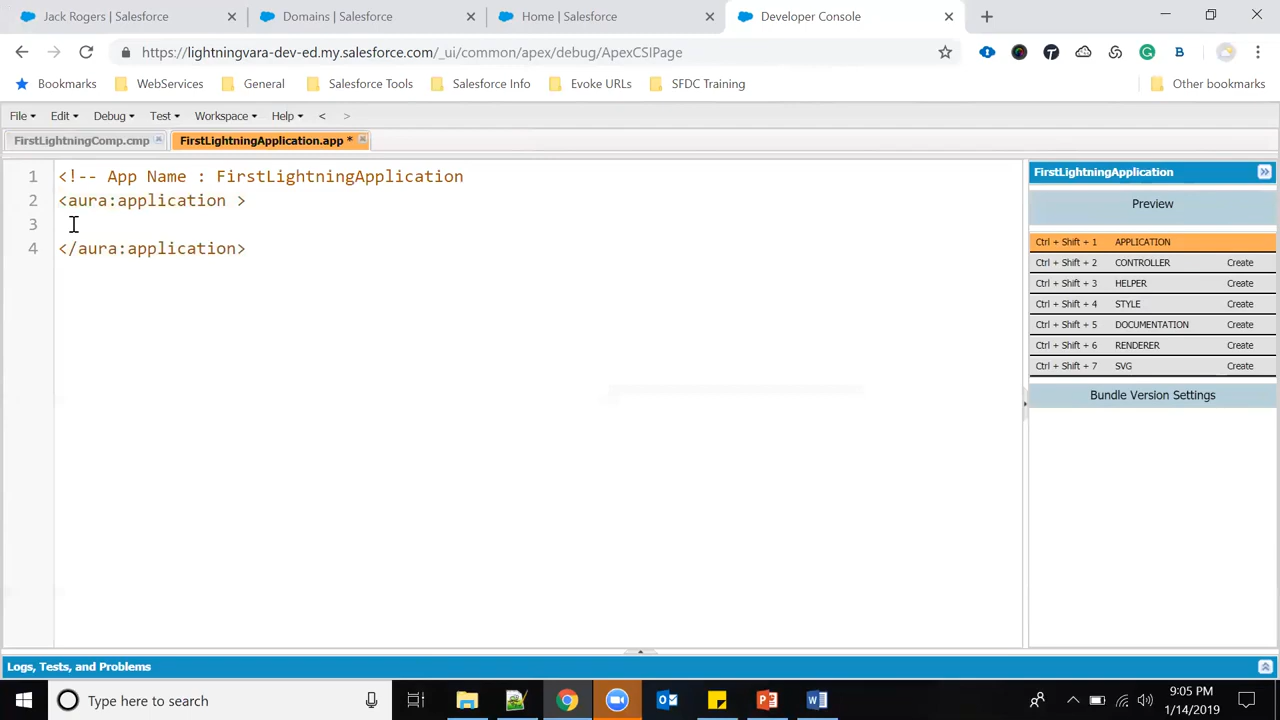 Jack Rogers | Salesforce
Domains | Salesforce
Home | Salesforce
Developer Console
https://lightningvara-dev-ed.my.salesforce.com/_ui/common/apex/debug/ApexCSIPage
Bookmarks
WebServices
General
Salesforce Tools
Salesforce Info
Evoke URLs
SFDC Training
Other bookmarks
File
Edit
Debug
Test
Workspace
Help
<
>
FirstLightningComp.cmp
FirstLightningApplication.app *
1 <!-- App Name : FirstLightningApplication
2 <aura:application >
3
4 </aura:application>
FirstLightningApplication
Preview
Ctrl + Shift + 1 APPLICATION
Ctrl + Shift + 2 CONTROLLER Create
Ctrl + Shift + 3 HELPER Create
Ctrl + Shift + 4 STYLE Create
Ctrl + Shift + 5 DOCUMENTATION Create
Ctrl + Shift + 6 RENDERER Create
Ctrl + Shift + 7 SVG Create
Bundle Version Settings
Logs, Tests, and Problems
Type here to search
9:05 PM
1/14/2019